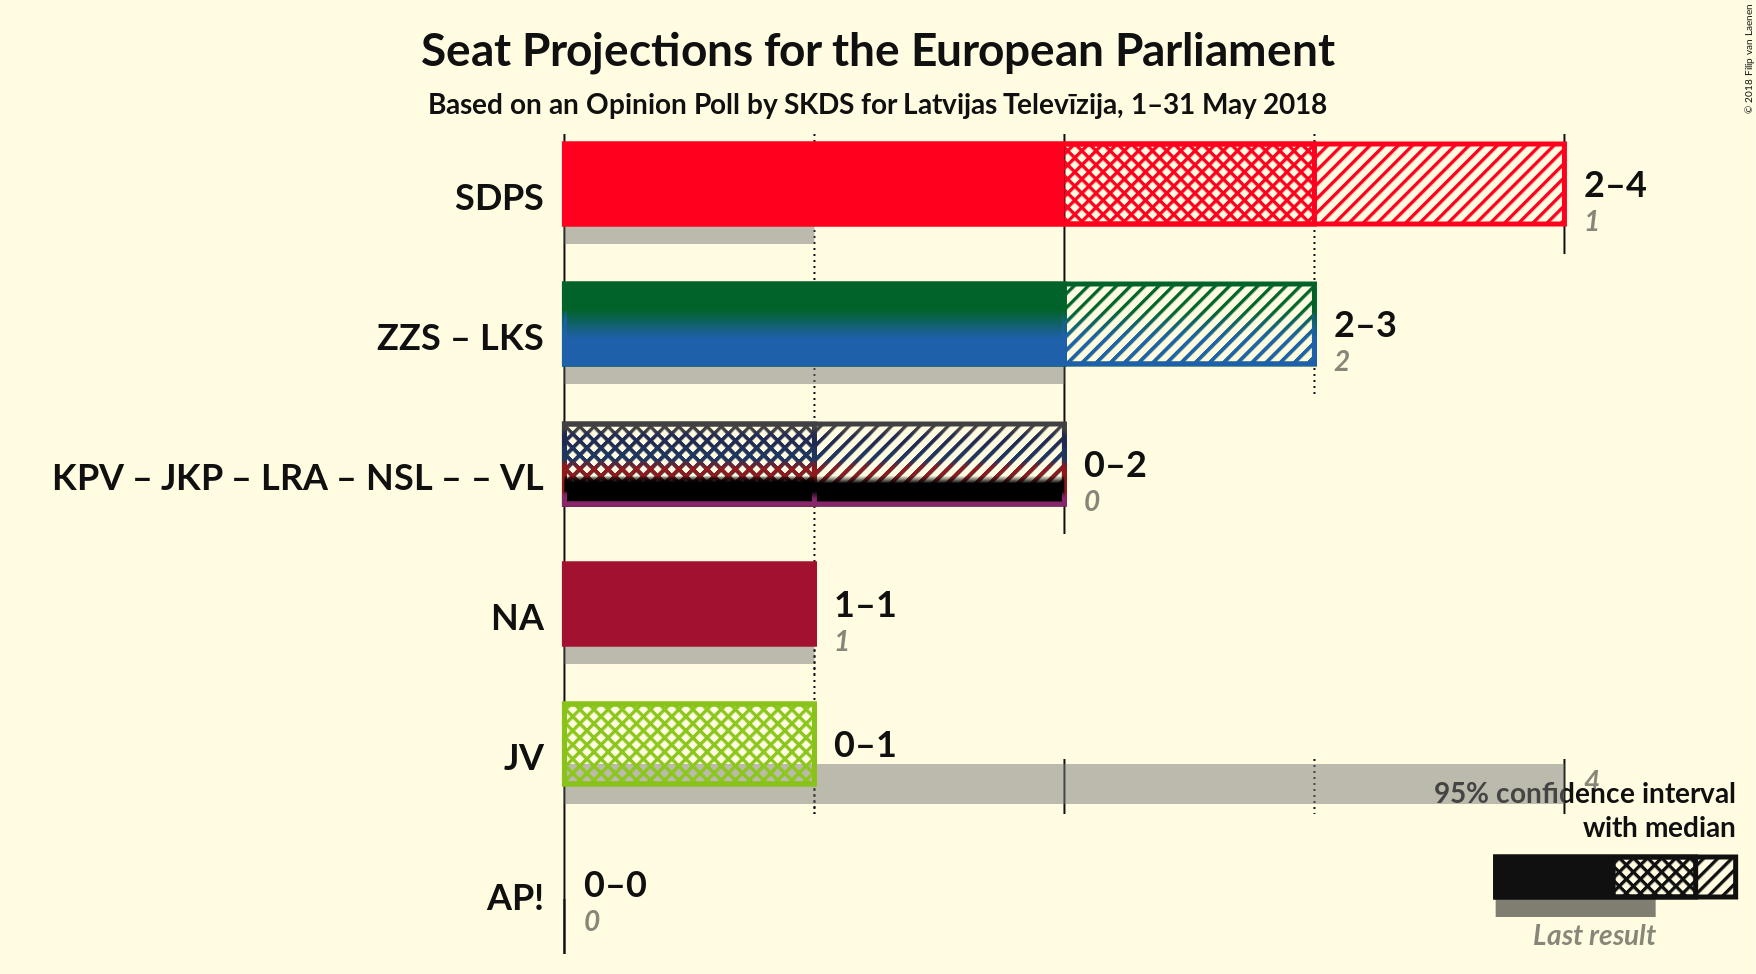 Seat Projections for the European Parliament
Based on an Opinion Poll by SKDS for Latvijas Televīzija, 1–31 May 2018
© 2018 Filip van Laenen
SDPS
2–4
1
ZZS – LKS
2–3
2
KPV – JKP – LRA – NSL – – VL
0–2
0
NA
1–1
1
JV
0–1
4
AP!
0–0
0
95% confidence interval
with median
Last result